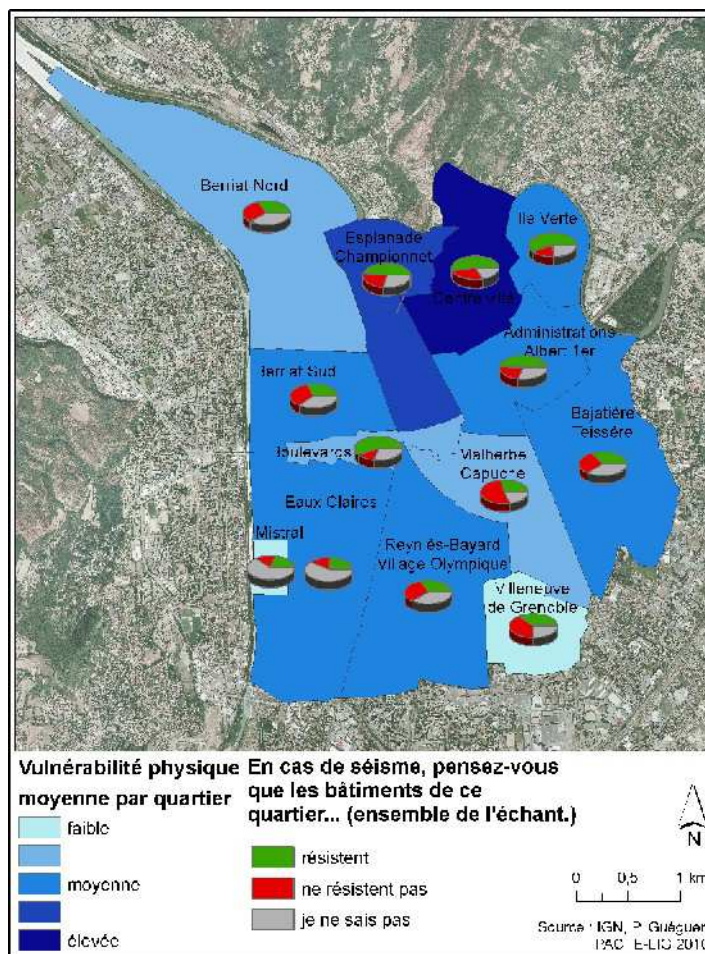 Berriat Nord
Ile Verte
Esplanade
Championnet
Centre Ville
Administrations
Albert 1er
Berriat Sud
Bajatière
Teissère
Boulevards
Malherbe
Capuche
Eaux Claires
Mistral
Reyniès-Bayard
Village Olympique
Villeneuve
de Grenoble
Vulnérabilité physique
moyenne par quartier
faible
moyenne
élevée
En cas de séisme, pensez-vous
que les bâtiments de ce
quartier... (ensemble de l'échant.)
résistent
ne résistent pas
je ne sais pas
N
0 0,5 1 km
Source : IGN, P. Guéguen
PACTE-LIG 2010